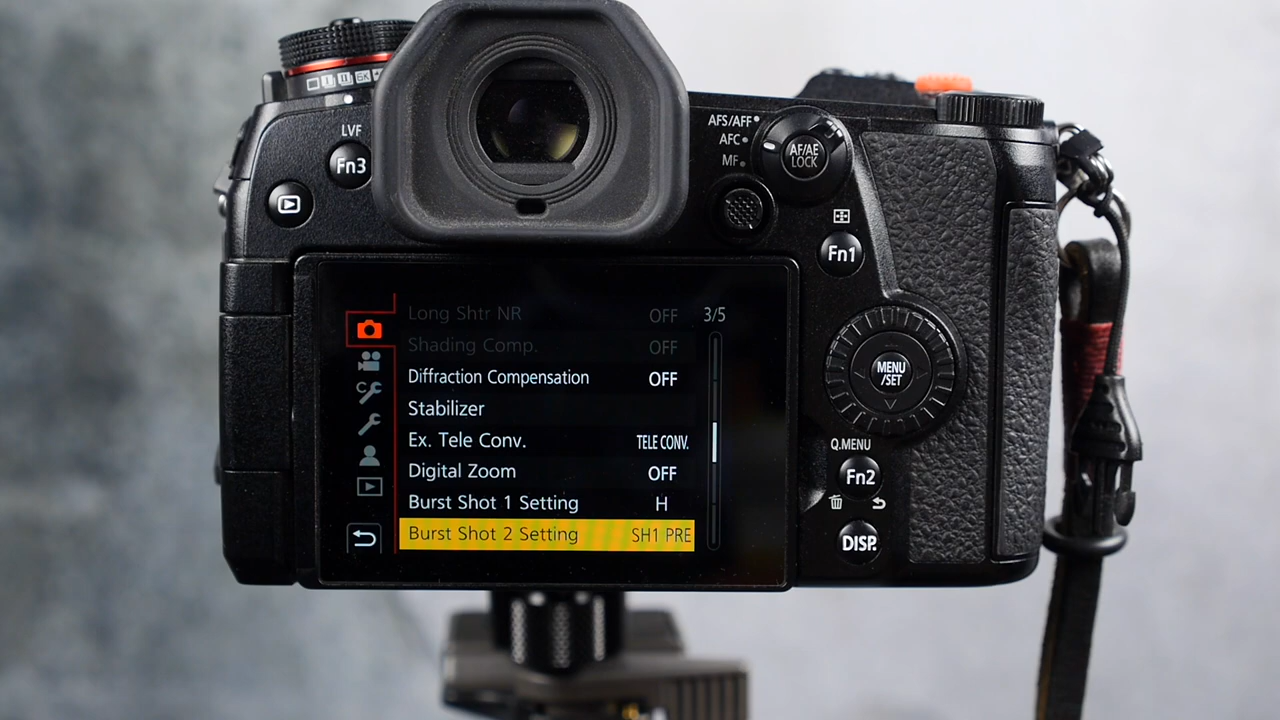 6K
LVF
Fn3
AFS/AFF
AFC
MF
AF/AE
LOCK
Fn1
Long Shtr NR OFF 3/5
Shading Comp. OFF
Diffraction Compensation OFF
Stabilizer
Ex. Tele Conv. TELE CONV.
Digital Zoom OFF
Burst Shot 1 Setting H
Burst Shot 2 Setting SH1 PRE
MENU
/SET
Q.MENU
Fn2
DISP.